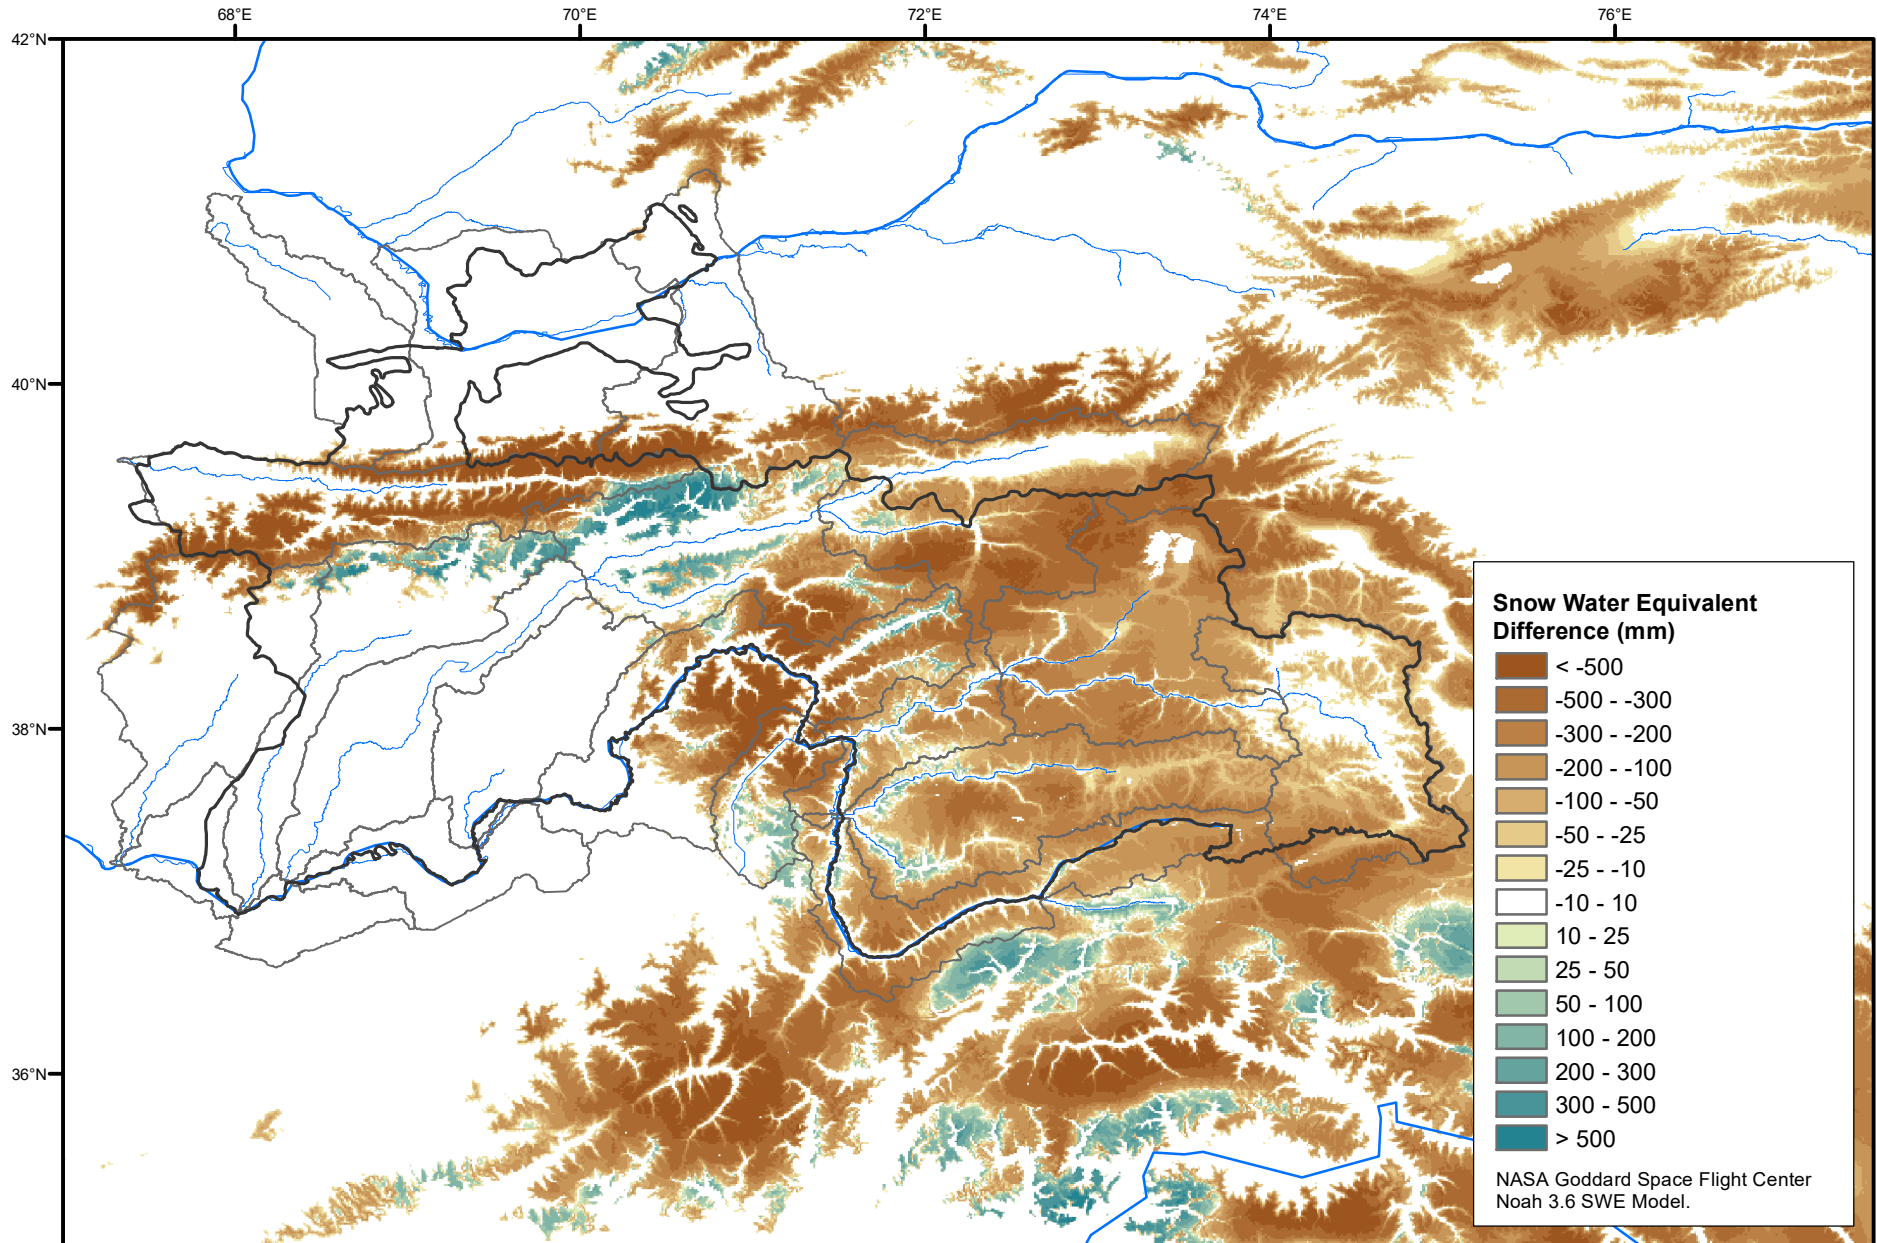 68°E 70°E 72°E 74°E 76°E
42°N
40°N
38°N
36°N
Snow Water Equivalent
Difference (mm)
< -500
-500 - -300
-300 - -200
-200 - -100
-100 - -50
-50 - -25
-25 - -10
-10 - 10
10 - 25
25 - 50
50 - 100
100 - 200
200 - 300
300 - 500
> 500
NASA Goddard Space Flight Center
Noah 3.6 SWE Model.